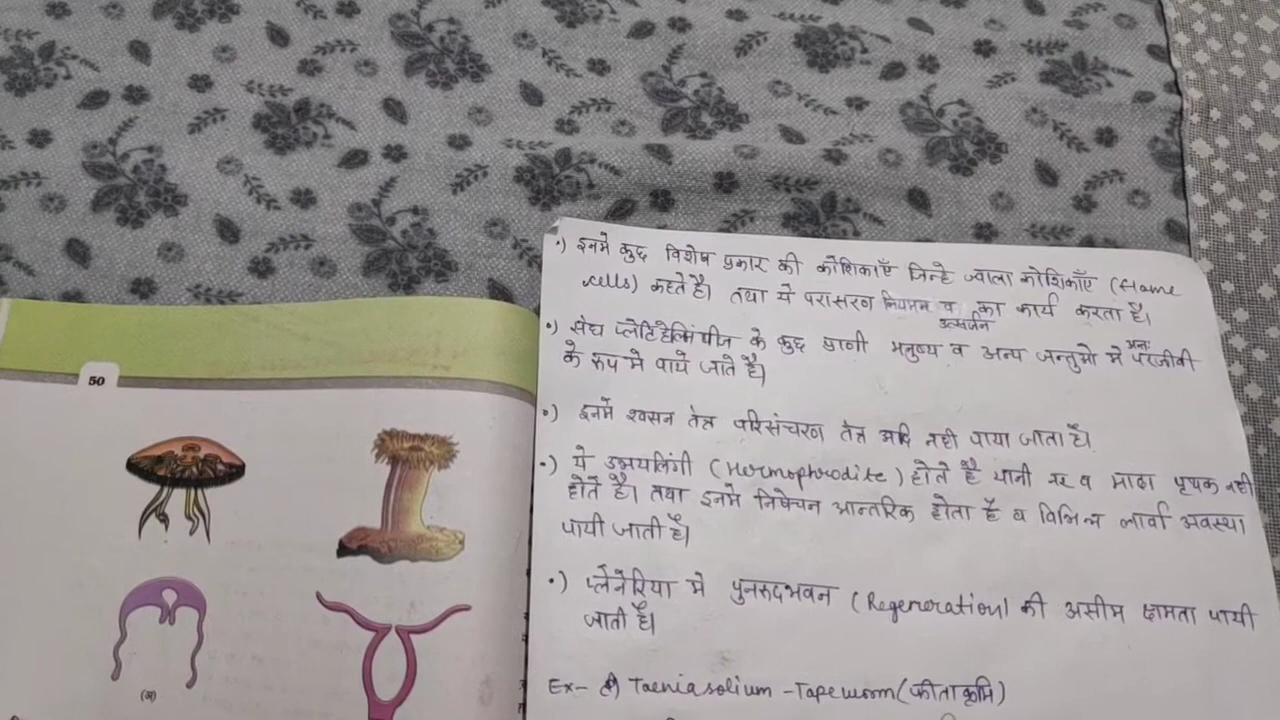 50
(अ)
·) इनमे कुछ विशेष प्रकार की कोशिकाएँ जिन्हे ज्वाला कोशिकाएँ (flame
cells) कहते है। तथा ये परासरण नियमन व उत्सर्जन का कार्य करता है।
·) संघ प्लेटिहेल्मिंथीज के कुछ प्राणी मनुष्य व अन्य जन्तुओ मे अन्तः परजीवी
के रूप मे पाये जाते है।
·) इनमे श्वसन तंत्र परिसंचरण तंत्र आदि नही पाया जाता है।
·) ये उभयलिंगी (Hermophrodite) होते है यानी नर व मादा पृथक नही
होते है। तथा इनमे निषेचन आन्तरिक होता है व विभिन्न लार्वा अवस्था
पायी जाती है।
·) प्लेनेरिया मे पुनरुदभवन (Regeneration) की असीम क्षमता पायी
जाती है।
Ex- Taenia solium - Tapeworm (फीता कृमि)